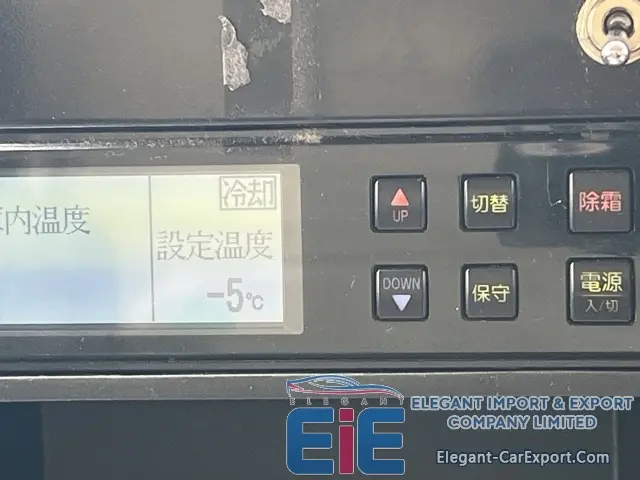 冷却
内温度
設定温度
-5℃
UP
切替
除霜
DOWN
保守
電源
入/切
ELEGANT
EiE
ELEGANT IMPORT & EXPORT
COMPANY LIMITED
Elegant-CarExport.Com